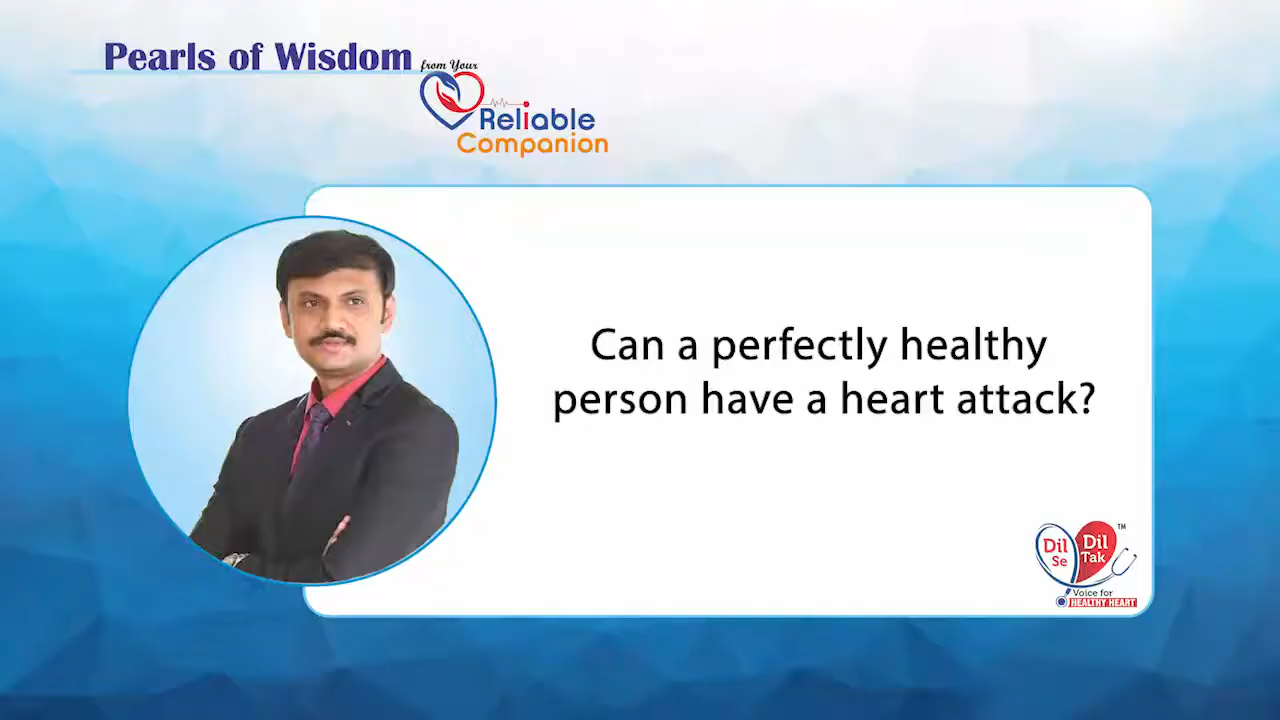 Pearls of Wisdom from Your
Reliable
Companion
Can a perfectly healthy
person have a heart attack?
Dil Se
Dil Tak
TM
Voice for
HEALTHY HEART